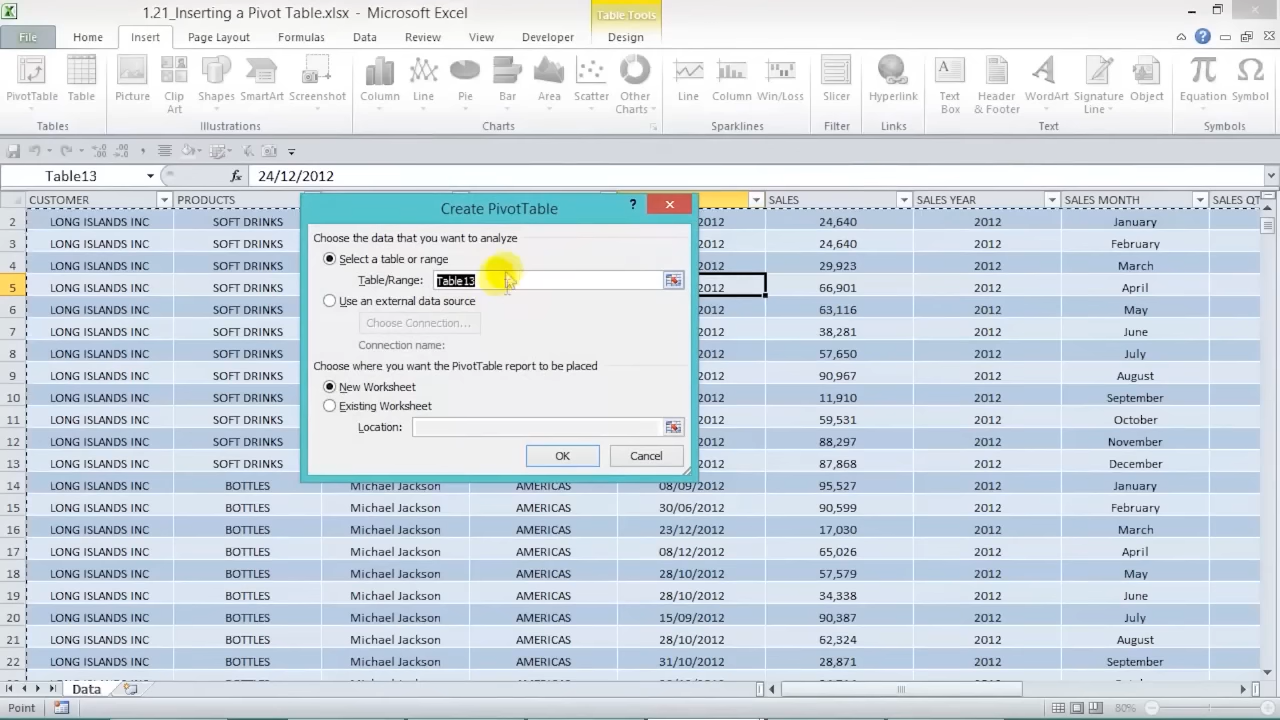 1.21_Inserting a Pivot Table.xlsx - Microsoft Excel
Table Tools
File Home Insert Page Layout Formulas Data Review View Developer Design
PivotTable Table Picture Clip Art Shapes SmartArt Screenshot Column Line Pie Bar Area Scatter Other Charts Line Column Win/Loss Slicer Hyperlink Text Box Header & Footer WordArt Signature Line Object Equation Symbol
Tables Illustrations Charts Sparklines Filter Links Text Symbols
Table13 fx 24/12/2012
CUSTOMER PRODUCTS SALES SALES YEAR SALES MONTH SALES QT
Create PivotTable
?
Choose the data that you want to analyze
Select a table or range
Table/Range: Table13
Use an external data source
Choose Connection...
Connection name:
Choose where you want the PivotTable report to be placed
New Worksheet
Existing Worksheet
Location:
OK Cancel
2 LONG ISLANDS INC SOFT DRINKS 2012 24,640 2012 January
3 LONG ISLANDS INC SOFT DRINKS 2012 24,640 2012 February
4 LONG ISLANDS INC SOFT DRINKS 2012 29,923 2012 March
5 LONG ISLANDS INC SOFT DRINKS 2012 66,901 2012 April
6 LONG ISLANDS INC SOFT DRINKS 2012 63,116 2012 May
7 LONG ISLANDS INC SOFT DRINKS 2012 38,281 2012 June
8 LONG ISLANDS INC SOFT DRINKS 2012 57,650 2012 July
9 LONG ISLANDS INC SOFT DRINKS 2012 90,967 2012 August
10 LONG ISLANDS INC SOFT DRINKS 2012 11,910 2012 September
11 LONG ISLANDS INC SOFT DRINKS 2012 59,531 2012 October
12 LONG ISLANDS INC SOFT DRINKS 2012 88,297 2012 November
13 LONG ISLANDS INC SOFT DRINKS 2012 87,868 2012 December
14 LONG ISLANDS INC BOTTLES Michael Jackson AMERICAS 08/09/2012 95,527 2012 January
15 LONG ISLANDS INC BOTTLES Michael Jackson AMERICAS 30/06/2012 90,599 2012 February
16 LONG ISLANDS INC BOTTLES Michael Jackson AMERICAS 23/12/2012 17,030 2012 March
17 LONG ISLANDS INC BOTTLES Michael Jackson AMERICAS 08/12/2012 65,026 2012 April
18 LONG ISLANDS INC BOTTLES Michael Jackson AMERICAS 28/10/2012 57,579 2012 May
19 LONG ISLANDS INC BOTTLES Michael Jackson AMERICAS 28/10/2012 34,338 2012 June
20 LONG ISLANDS INC BOTTLES Michael Jackson AMERICAS 15/09/2012 90,387 2012 July
21 LONG ISLANDS INC BOTTLES Michael Jackson AMERICAS 28/10/2012 62,324 2012 August
22 LONG ISLANDS INC BOTTLES Michael Jackson AMERICAS 31/10/2012 28,871 2012 September
Data
Point 80%